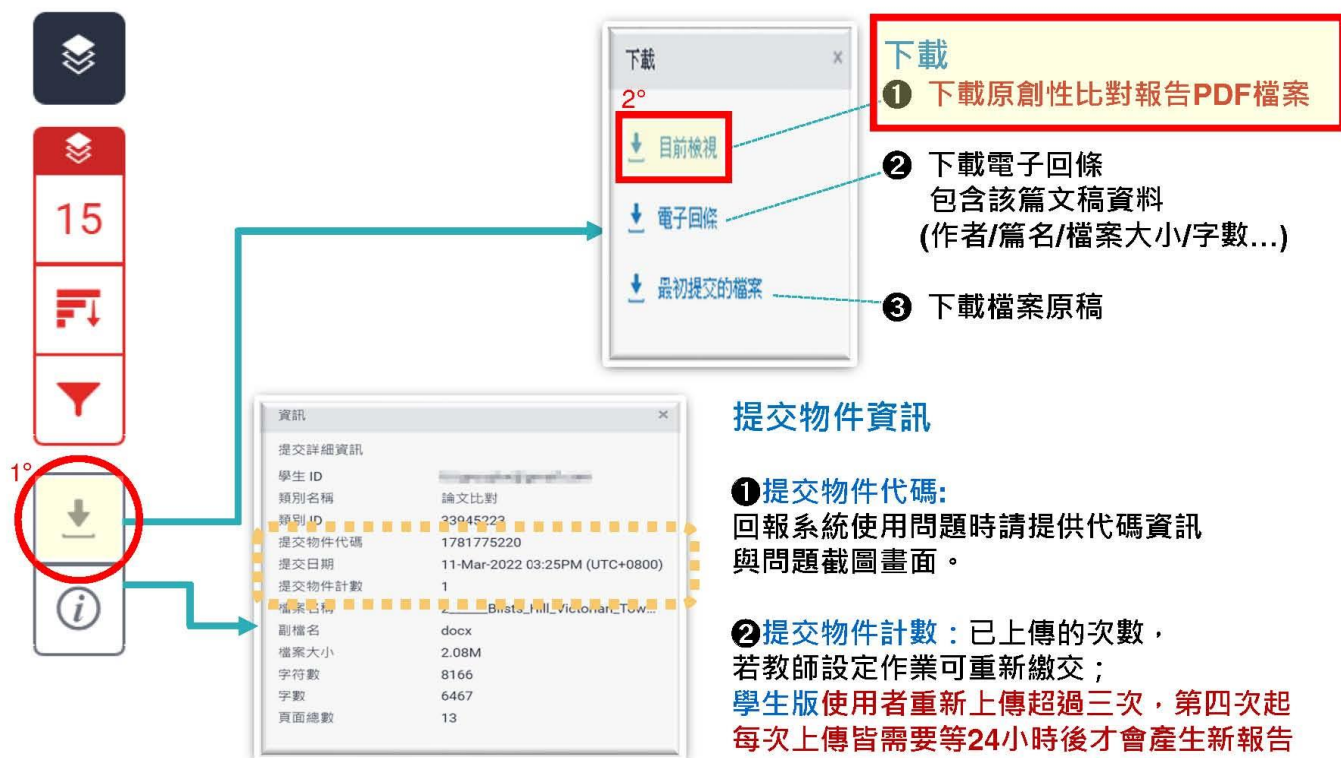 15
1°
下載 ×
2°
目前檢視
電子回條
最初提交的檔案
下載
❶ 下載原創性比對報告PDF檔案
❷ 下載電子回條
包含該篇文稿資料
(作者/篇名/檔案大小/字數...)
❸ 下載檔案原稿
資訊 ×
提交詳細資訊
學生 ID
類別名稱 論文比對
類別 ID 33945223
提交物件代碼 1781775220
提交日期 11-Mar-2022 03:25PM (UTC+0800)
提交物件計數 1
檔案名稱 2______Blists_Hill_Victorian_Tow...
副檔名 docx
檔案大小 2.08M
字符數 8166
字數 6467
頁面總數 13
提交物件資訊
❶提交物件代碼:
回報系統使用問題時請提供代碼資訊
與問題截圖畫面。
❷提交物件計數：已上傳的次數，
若教師設定作業可重新繳交；
學生版使用者重新上傳超過三次，第四次起
每次上傳皆需要等24小時後才會產生新報告